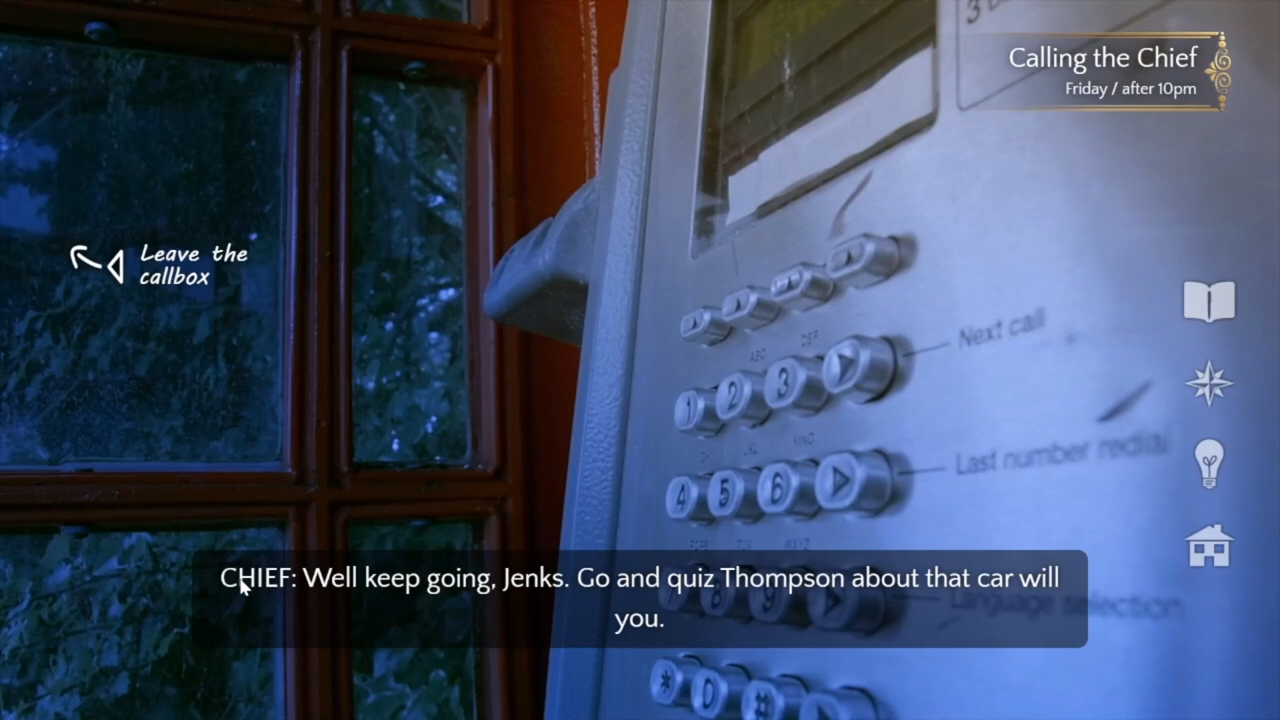 Calling the Chief
Friday / after 10pm
Leave the
callbox
ABC
DEF
1 2 3
Next call
4 5 6
Last number redial
8 9
Language selection
CHIEF: Well keep going, Jenks. Go and quiz Thompson about that car will
you.
* 0 #